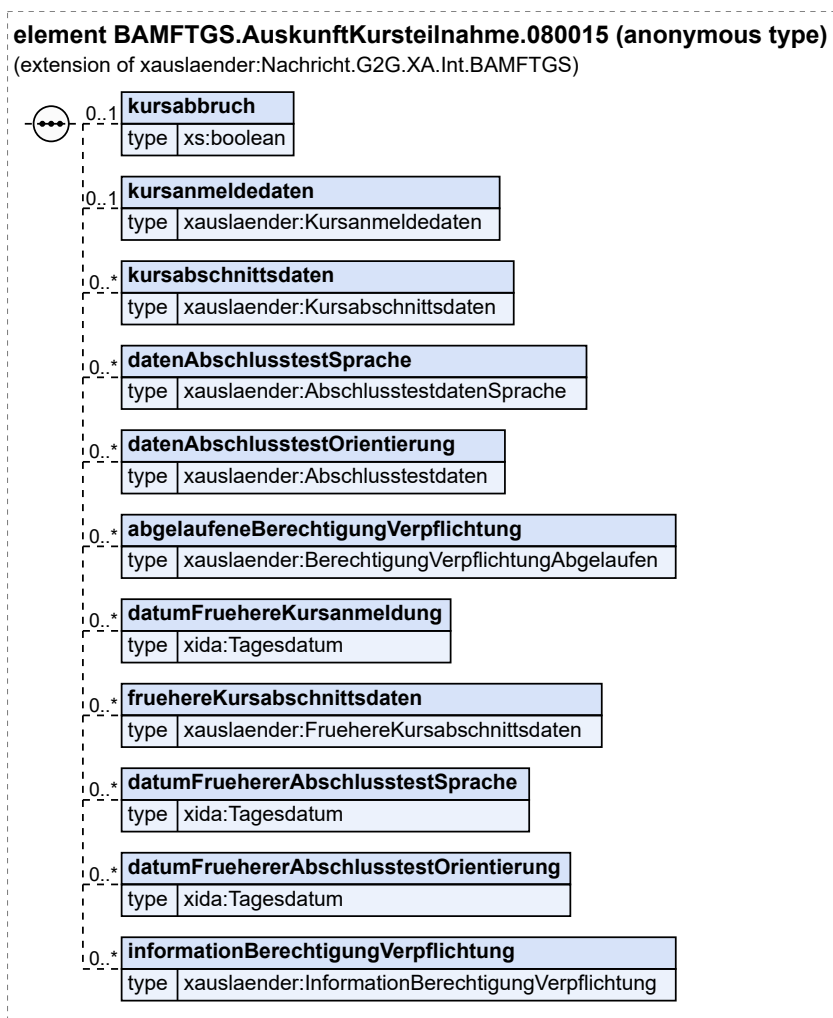 element BAMFTGS.AuskunftKursteilnahme.080015 (anonymous type)
(extension of xauslaender:Nachricht.G2G.XA.Int.BAMFTGS)
0..1 kursabbruch
type xs:boolean
0..1 kursanmeldedaten
type xauslaender:Kursanmeldedaten
0..* kursabschnittsdaten
type xauslaender:Kursabschnittsdaten
0..* datenAbschlusstestSprache
type xauslaender:AbschlusstestdatenSprache
0..* datenAbschlusstestOrientierung
type xauslaender:Abschlusstestdaten
0..* abgelaufeneBerechtigungVerpflichtung
type xauslaender:BerechtigungVerpflichtungAbgelaufen
0..* datumFruehereKursanmeldung
type xida:Tagesdatum
0..* fruehereKursabschnittsdaten
type xauslaender:FruehereKursabschnittsdaten
0..* datumFruehererAbschlusstestSprache
type xida:Tagesdatum
0..* datumFruehererAbschlusstestOrientierung
type xida:Tagesdatum
0..* informationBerechtigungVerpflichtung
type xauslaender:InformationBerechtigungVerpflichtung